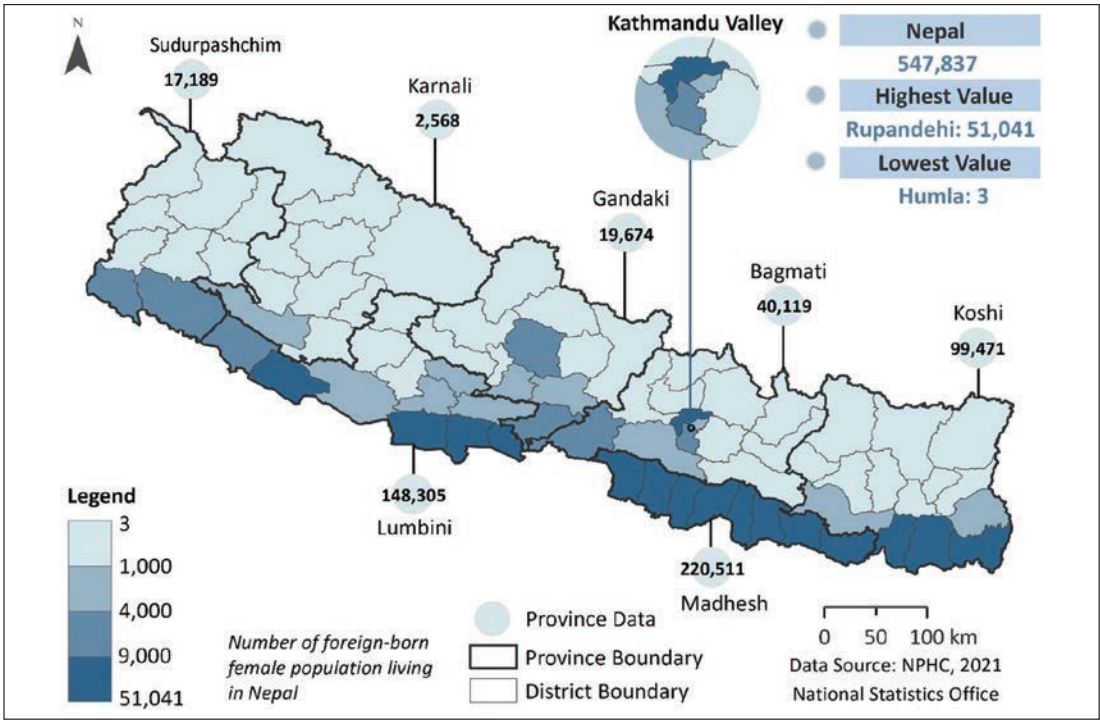 N
Sudurpashchim
17,189
Karnali
2,568
Gandaki
19,674
Kathmandu Valley
Bagmati
40,119
Koshi
99,471
Nepal
547,837
Highest Value
Rupandehi: 51,041
Lowest Value
Humla: 3
148,305
Lumbini
220,511
Madhesh
Legend
3
1,000
4,000
9,000
51,041
Number of foreign-born
female population living
in Nepal
Province Data
Province Boundary
District Boundary
0 50 100 km
Data Source: NPHC, 2021
National Statistics Office